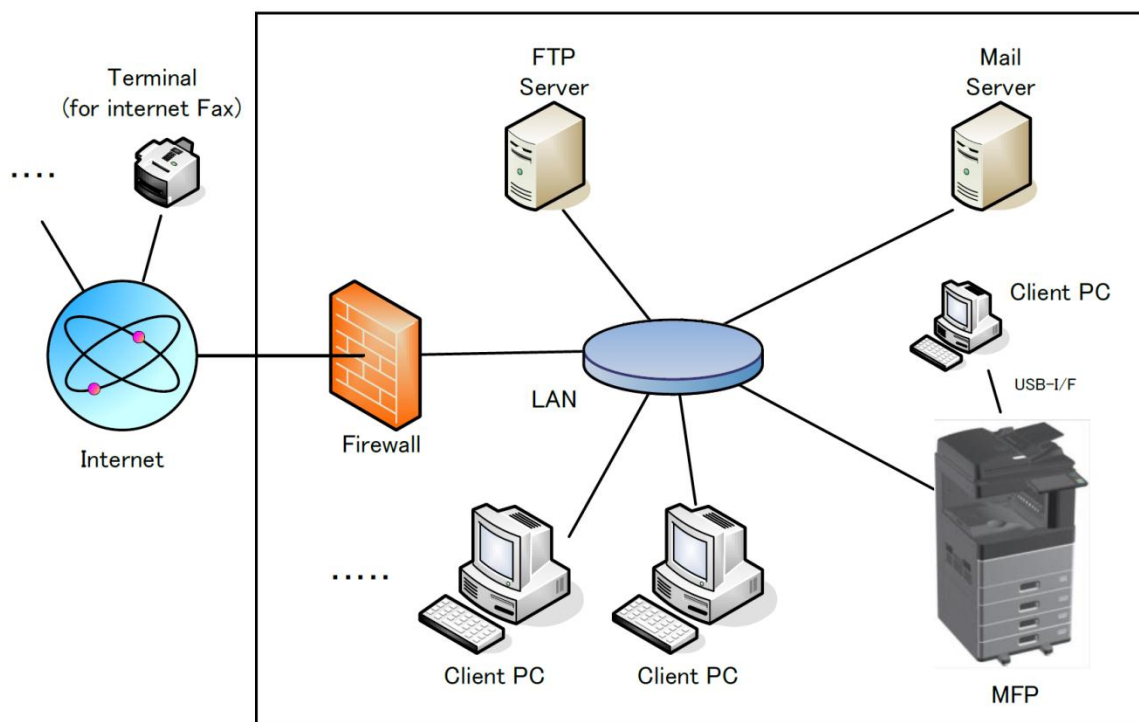 Terminal
(for internet Fax)
....
Internet
FTP
Server
Mail
Server
Client PC
USB-I/F
LAN
Firewall
.....
Client PC
Client PC
MFP